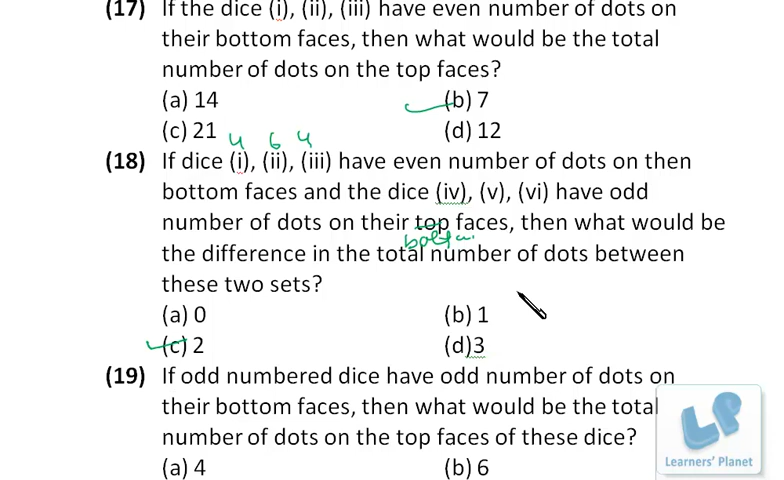 (17) If the dice (i), (ii), (iii) have even number of dots on
their bottom faces, then what would be the total
number of dots on the top faces?
(a) 14 (b) 7
(c) 21 (d) 12
4 6 4
(18) If dice (i), (ii), (iii) have even number of dots on then
bottom faces and the dice (iv), (v), (vi) have odd
number of dots on their top faces, then what would be
the difference in the total number of dots between
these two sets?
(a) 0 (b) 1
(c) 2 (d)3
(19) If odd numbered dice have odd number of dots on
their bottom faces, then what would be the total
number of dots on the top faces of these dice?
(a) 4 (b) 6
LP
Learners' Planet